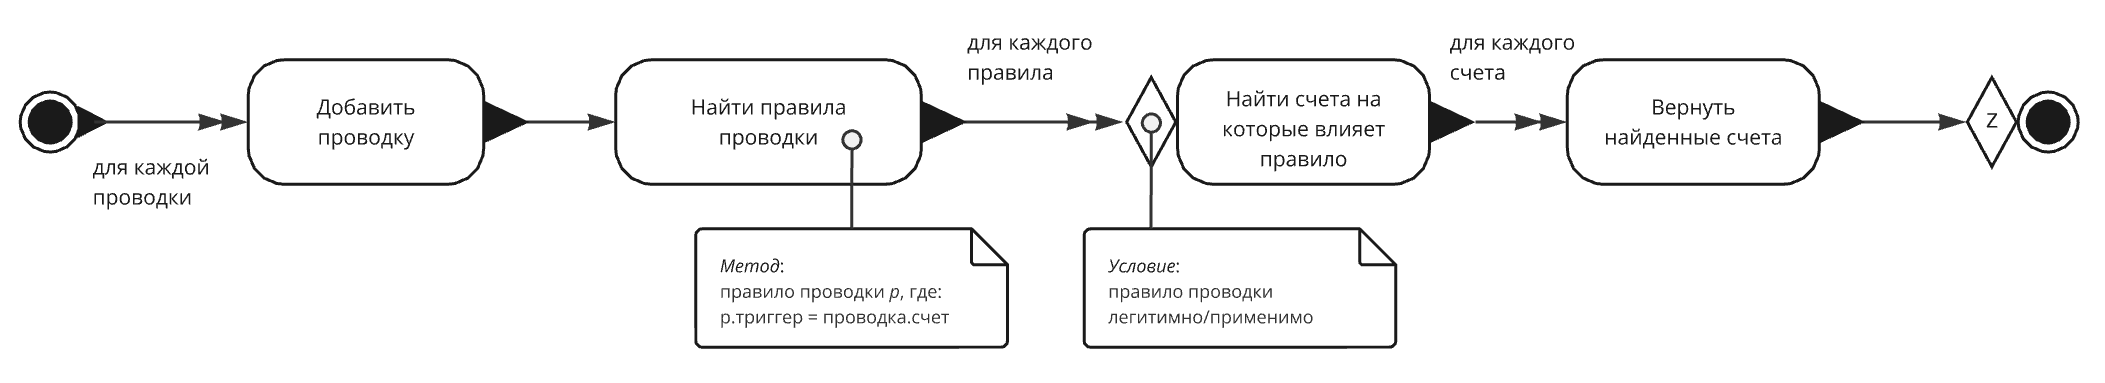 для каждой
проводки
Добавить
проводку
Найти правила
проводки
Метод:
правило проводки p, где:
р.триггер = проводка.счет
для каждого
правила
Условие:
правило проводки
легитимно/применимо
Найти счета на
которые влияет
правило
для каждого
счета
Вернуть
найденные счета
Z